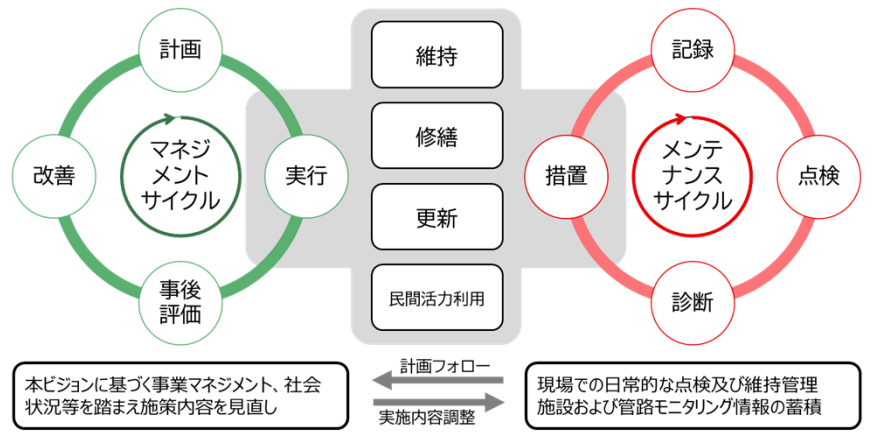 計画
改善
マネジ
メント
サイクル
実行
事後
評価
維持
修繕
更新
民間活力利用
記録
措置
メンテ
ナンス
サイクル
点検
診断
本ビジョンに基づく事業マネジメント、社会
状況等を踏まえ施策内容を見直し
計画フォロー
実施内容調整
現場での日常的な点検及び維持管理
施設および管路モニタリング情報の蓄積